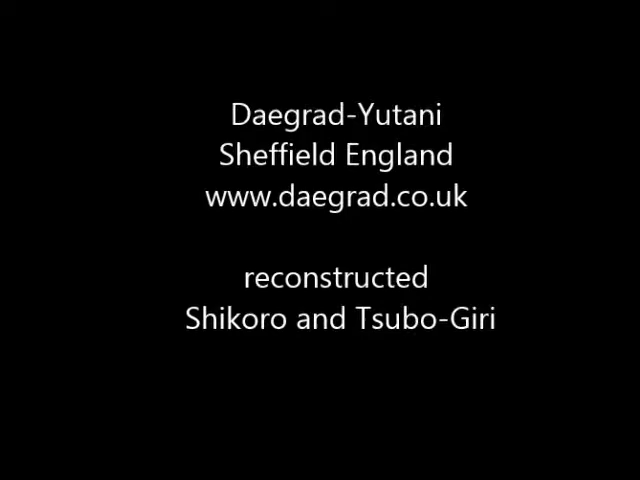 Daegrad-Yutani
Sheffield England
www.daegrad.co.uk
reconstructed
Shikoro and Tsubo-Giri